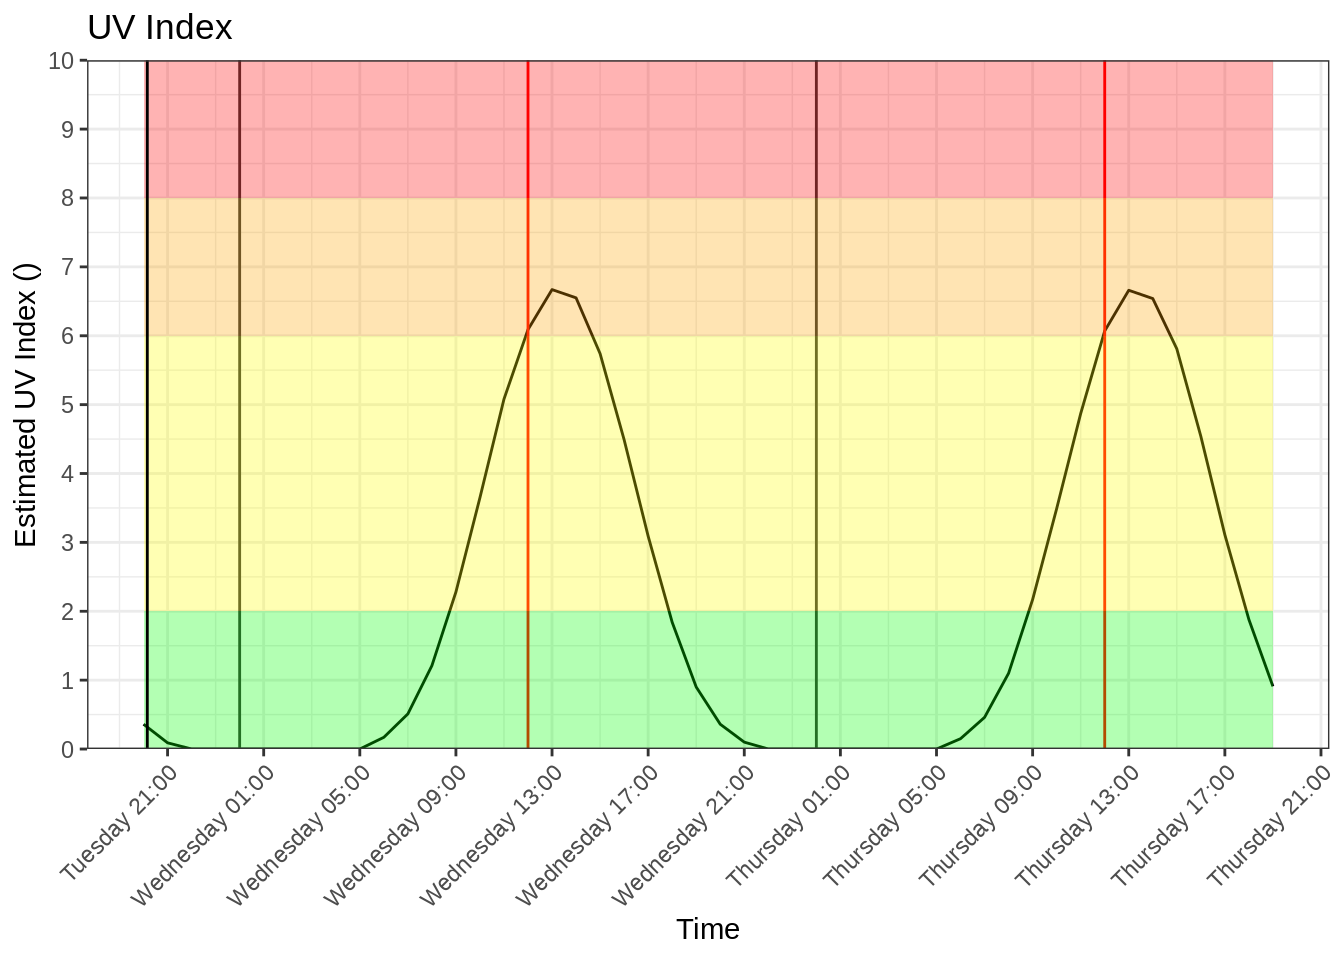 UV Index
Estimated UV Index ()
10
9
8
7
6
5
4
3
2
1
0
Tuesday 21:00
Wednesday 01:00
Wednesday 05:00
Wednesday 09:00
Wednesday 13:00
Wednesday 17:00
Wednesday 21:00
Thursday 01:00
Thursday 05:00
Thursday 09:00
Thursday 13:00
Thursday 17:00
Thursday 21:00
Time